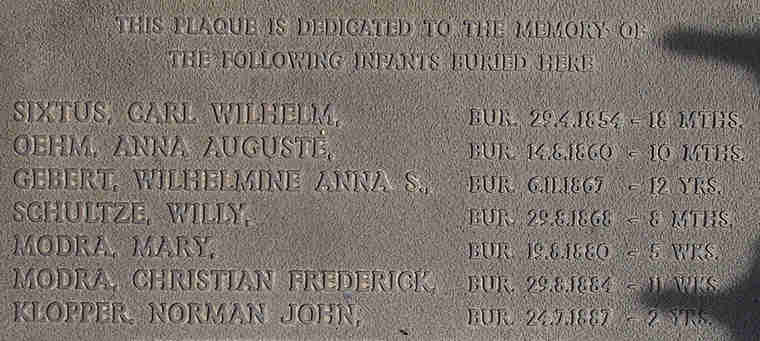 THIS PLAQUE IS DEDICATED TO THE MEMORY OF
THE FOLLOWING INFANTS BURIED HERE
SIXTUS, CARL WILHELM, BUR. 29.4.1854 - 18 MTHS.
OEHM, ANNA AUGUSTE, BUR. 14.8.1860 - 10 MTHS.
GEBERT, WILHELMINE ANNA S., BUR. 6.11.1867 - 12 YRS.
SCHULTZE, WILLY, BUR. 29.8.1868 - 8 MTHS.
MODRA, MARY, BUR. 19.8.1880 - 5 WKS.
MODRA, CHRISTIAN FREDERICK, BUR. 29.8.1884 - 11 WKS.
KLOPPER, NORMAN JOHN, BUR. 24.7.1887 - 2 YRS.